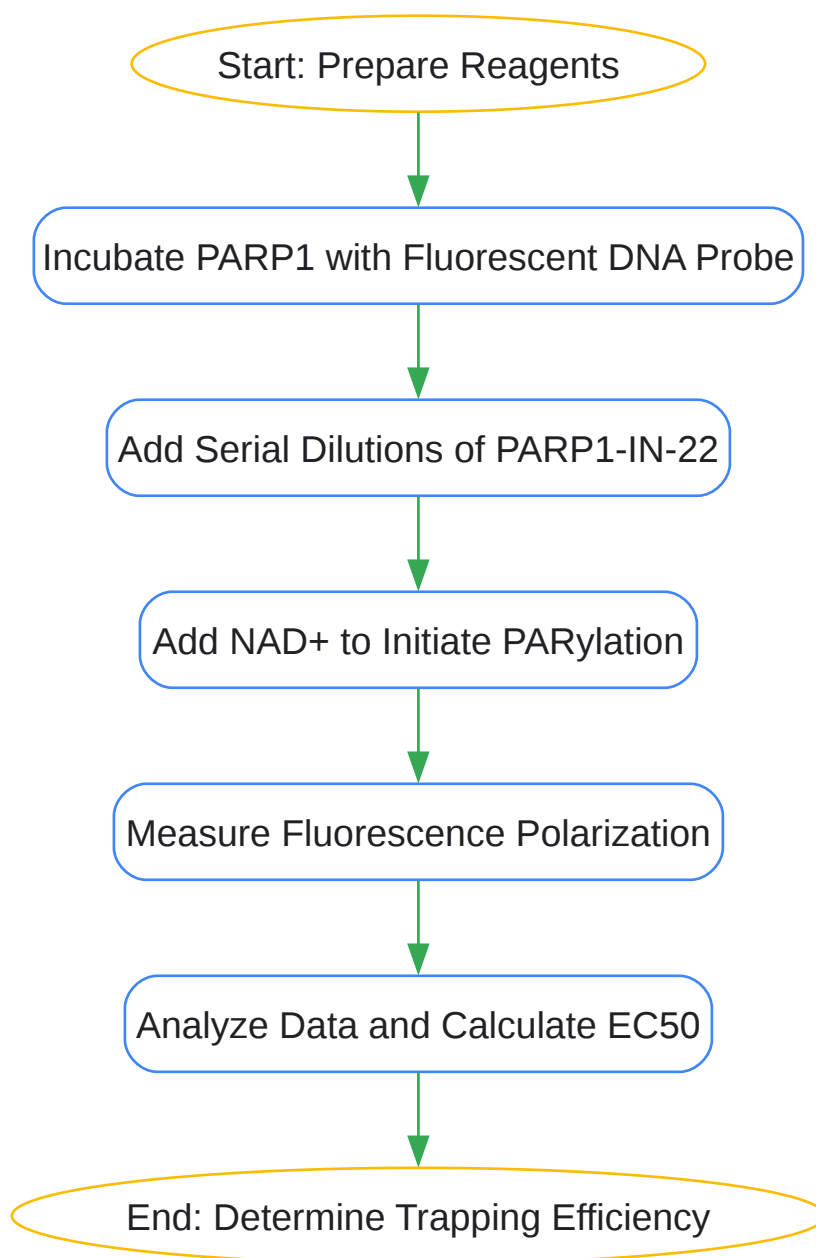 Start: Prepare Reagents
Incubate PARP1 with Fluorescent DNA Probe
Add Serial Dilutions of PARP1-IN-22
Add NAD+ to Initiate PARylation
Measure Fluorescence Polarization
Analyze Data and Calculate EC50
End: Determine Trapping Efficiency